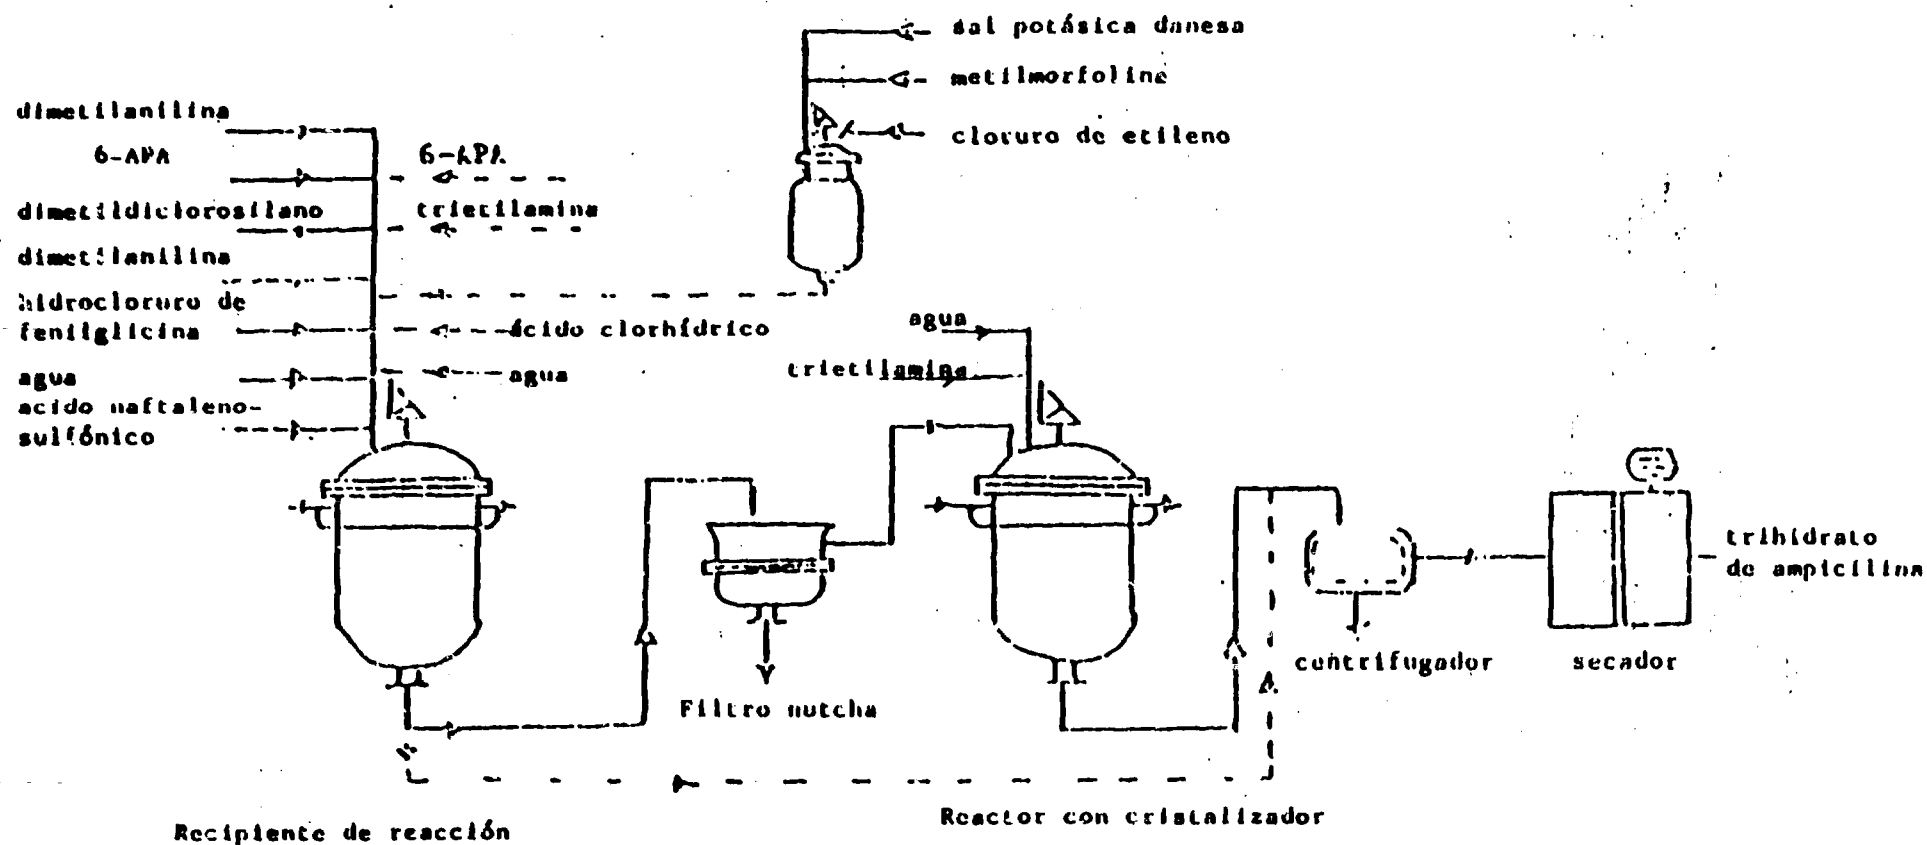 sal potásica danesa
metilmorfolina
cloruro de etileno
dimetilanilina
6-APA
6-APA
dimetildiclorosilano
trietilamina
dimetilanilina
hidrocloruro de
fenilglicina
ácido clorhídrico
agua
agua
acido naftaleno-
sulfónico
agua
trietilamina
trihidrato
de ampicilina
centrifugador
secador
Filtro nutcha
Reactor con cristalizador
Recipiente de reacción